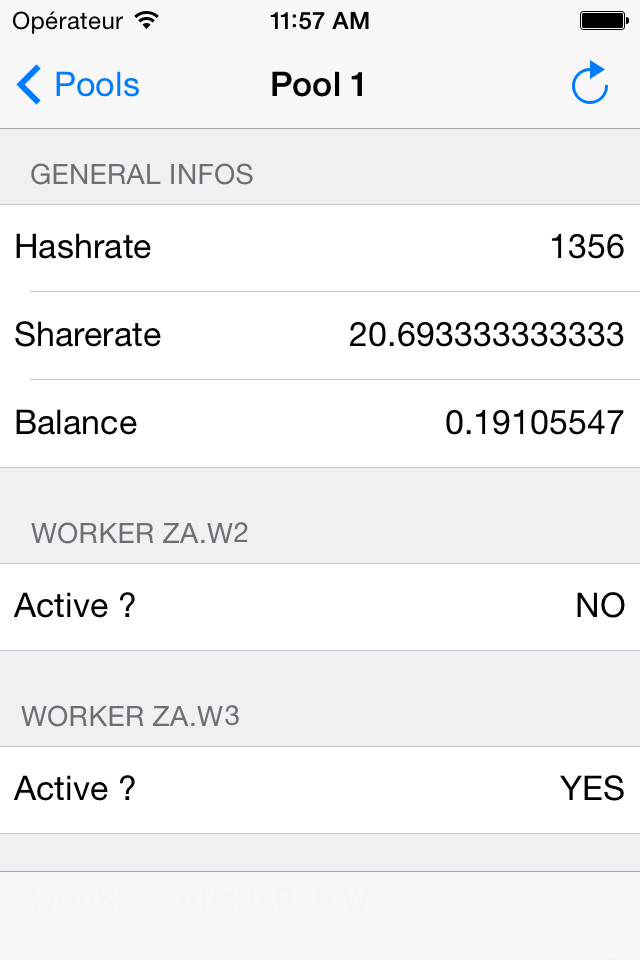 Opérateur 11:57 AM
Pools Pool 1
GENERAL INFOS
Hashrate 1356
Sharerate 20.693333333333
Balance 0.19105547
WORKER ZA.W2
Active ? NO
WORKER ZA.W3
Active ? YES
WORKER